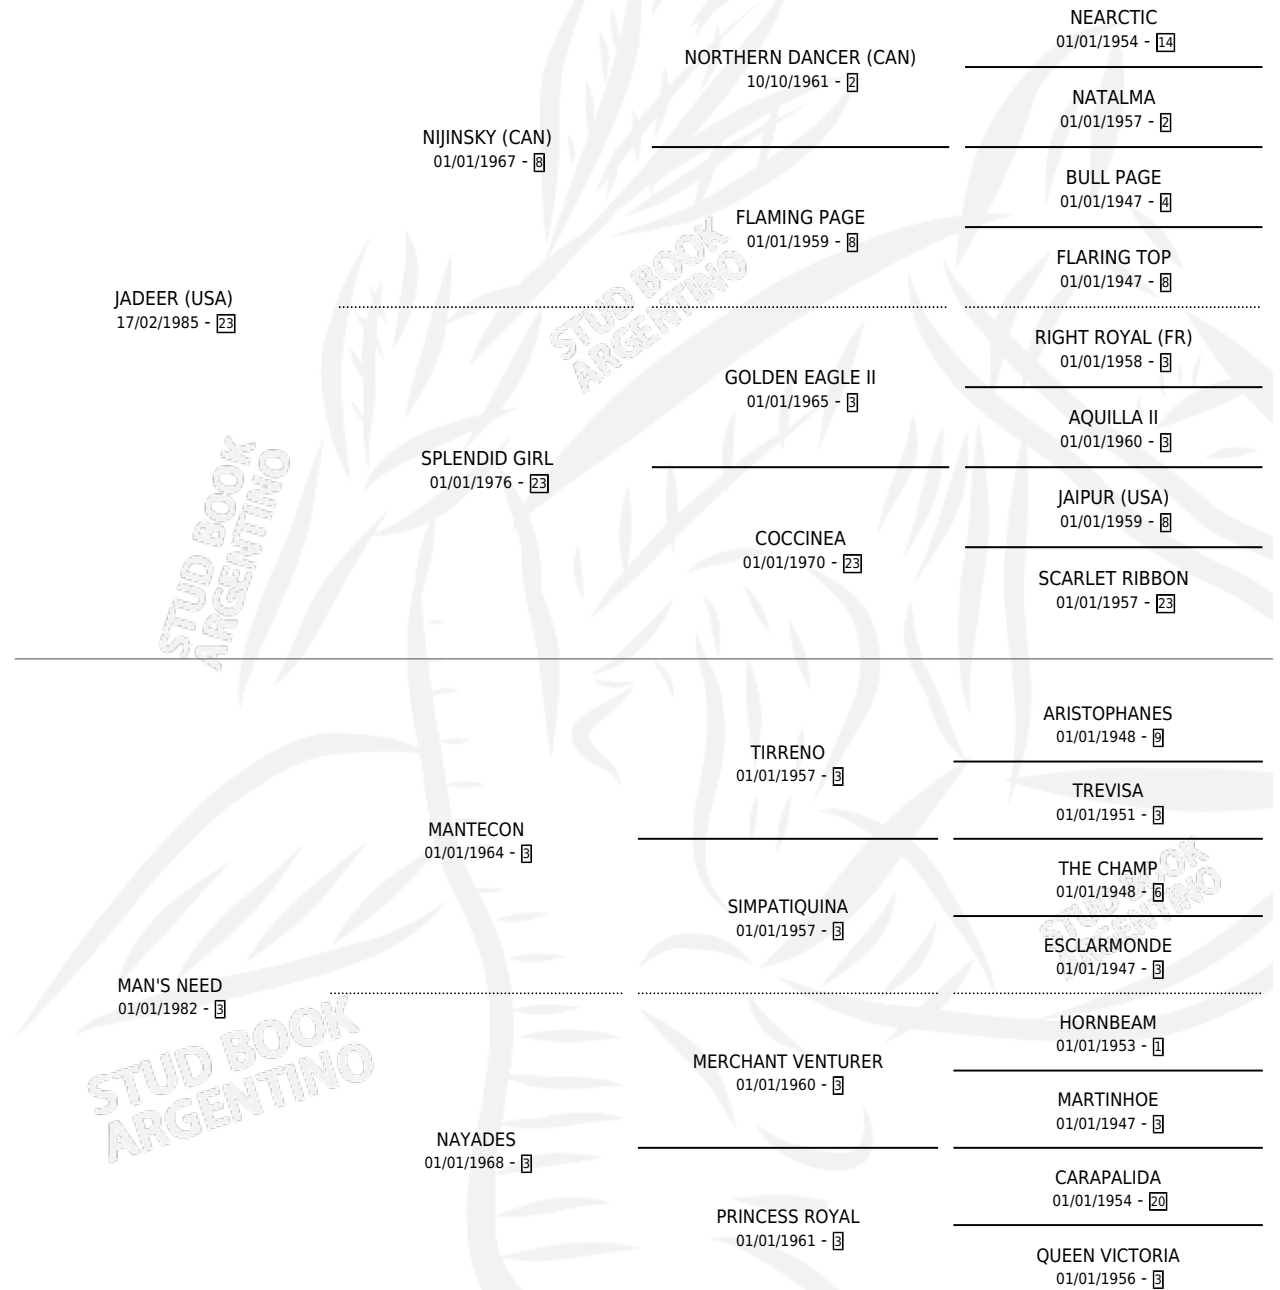 NEARCTIC
01/01/1954 - 14
NORTHERN DANCER (CAN)
10/10/1961 - 2
NATALMA
01/01/1957 - 2
NIJINSKY (CAN)
01/01/1967 - 8
BULL PAGE
01/01/1947 - 4
FLAMING PAGE
01/01/1959 - 8
FLARING TOP
01/01/1947 - 8
JADEER (USA)
17/02/1985 - 23
STUD BOOK
ARGENTINO
RIGHT ROYAL (FR)
01/01/1958 - 3
GOLDEN EAGLE II
01/01/1965 - 3
AQUILLA II
01/01/1960 - 3
SPLENDID GIRL
01/01/1976 - 23
JAIPUR (USA)
01/01/1959 - 8
COCCINEA
01/01/1970 - 23
SCARLET RIBBON
01/01/1957 - 23
STUD BOOK
ARGENTINO
ARISTOPHANES
01/01/1948 - 9
TIRRENO
01/01/1957 - 3
TREVISA
01/01/1951 - 3
MANTECON
01/01/1964 - 3
THE CHAMP
01/01/1948 - 6
SIMPATIQUINA
01/01/1957 - 3
STUD BOOK
ARGENTINO
ESCLARMONDE
01/01/1947 - 3
MAN'S NEED
01/01/1982 - 3
HORNBEAM
01/01/1953 - 1
MERCHANT VENTURER
01/01/1960 - 3
MARTINHOE
01/01/1947 - 3
STUD BOOK
ARGENTINO
NAYADES
01/01/1968 - 3
CARAPALIDA
01/01/1954 - 20
PRINCESS ROYAL
01/01/1961 - 3
QUEEN VICTORIA
01/01/1956 - 3